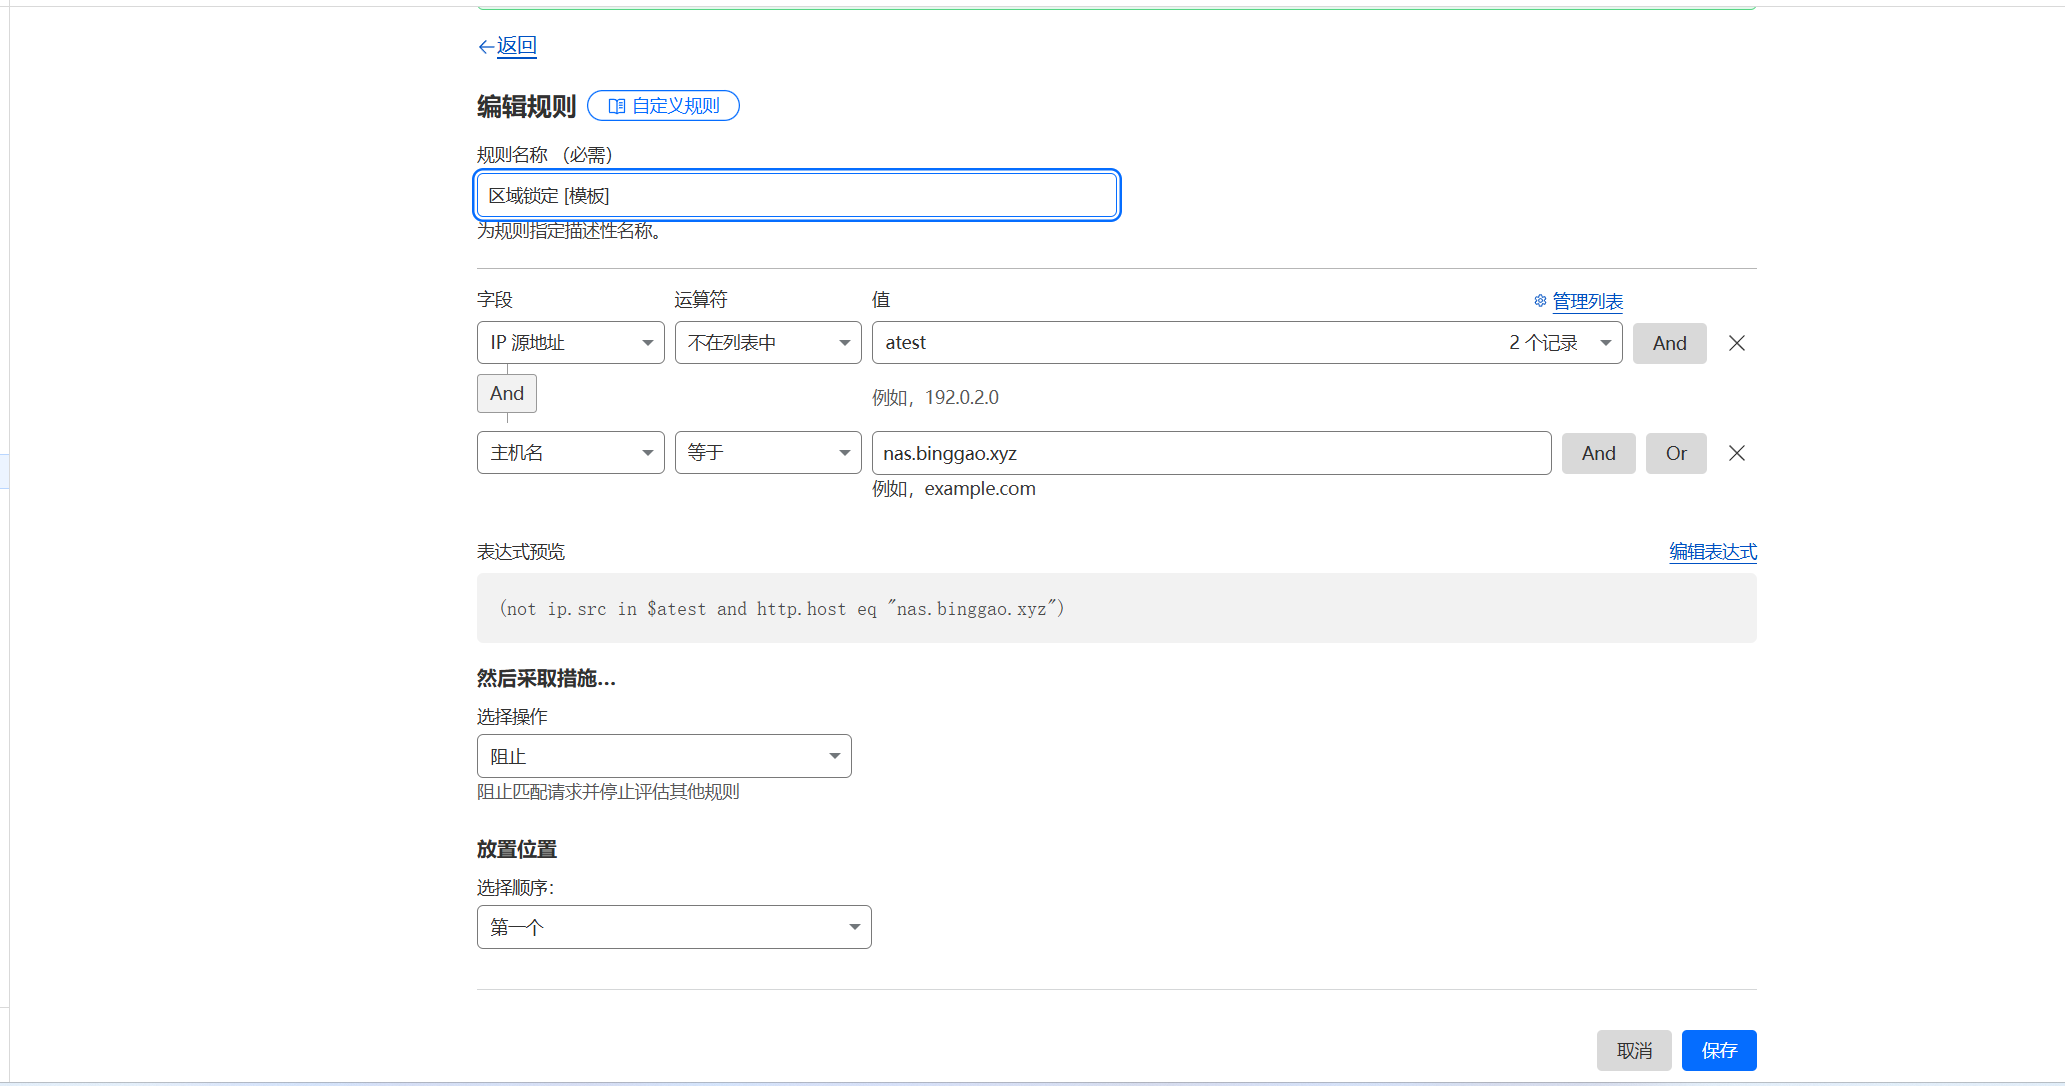 返回
编辑规则 自定义规则
规则名称 （必需）
区域锁定 [模板]
为规则指定描述性名称。
字段 运算符 值 管理列表
IP 源地址 不在列表中 atest 2 个记录 And
And 例如，192.0.2.0
主机名 等于 nas.binggao.xyz And Or
例如，example.com
表达式预览 编辑表达式
(not ip.src in $atest and http.host eq "nas.binggao.xyz")
然后采取措施...
选择操作
阻止
阻止匹配请求并停止评估其他规则
放置位置
选择顺序：
第一个
取消 保存